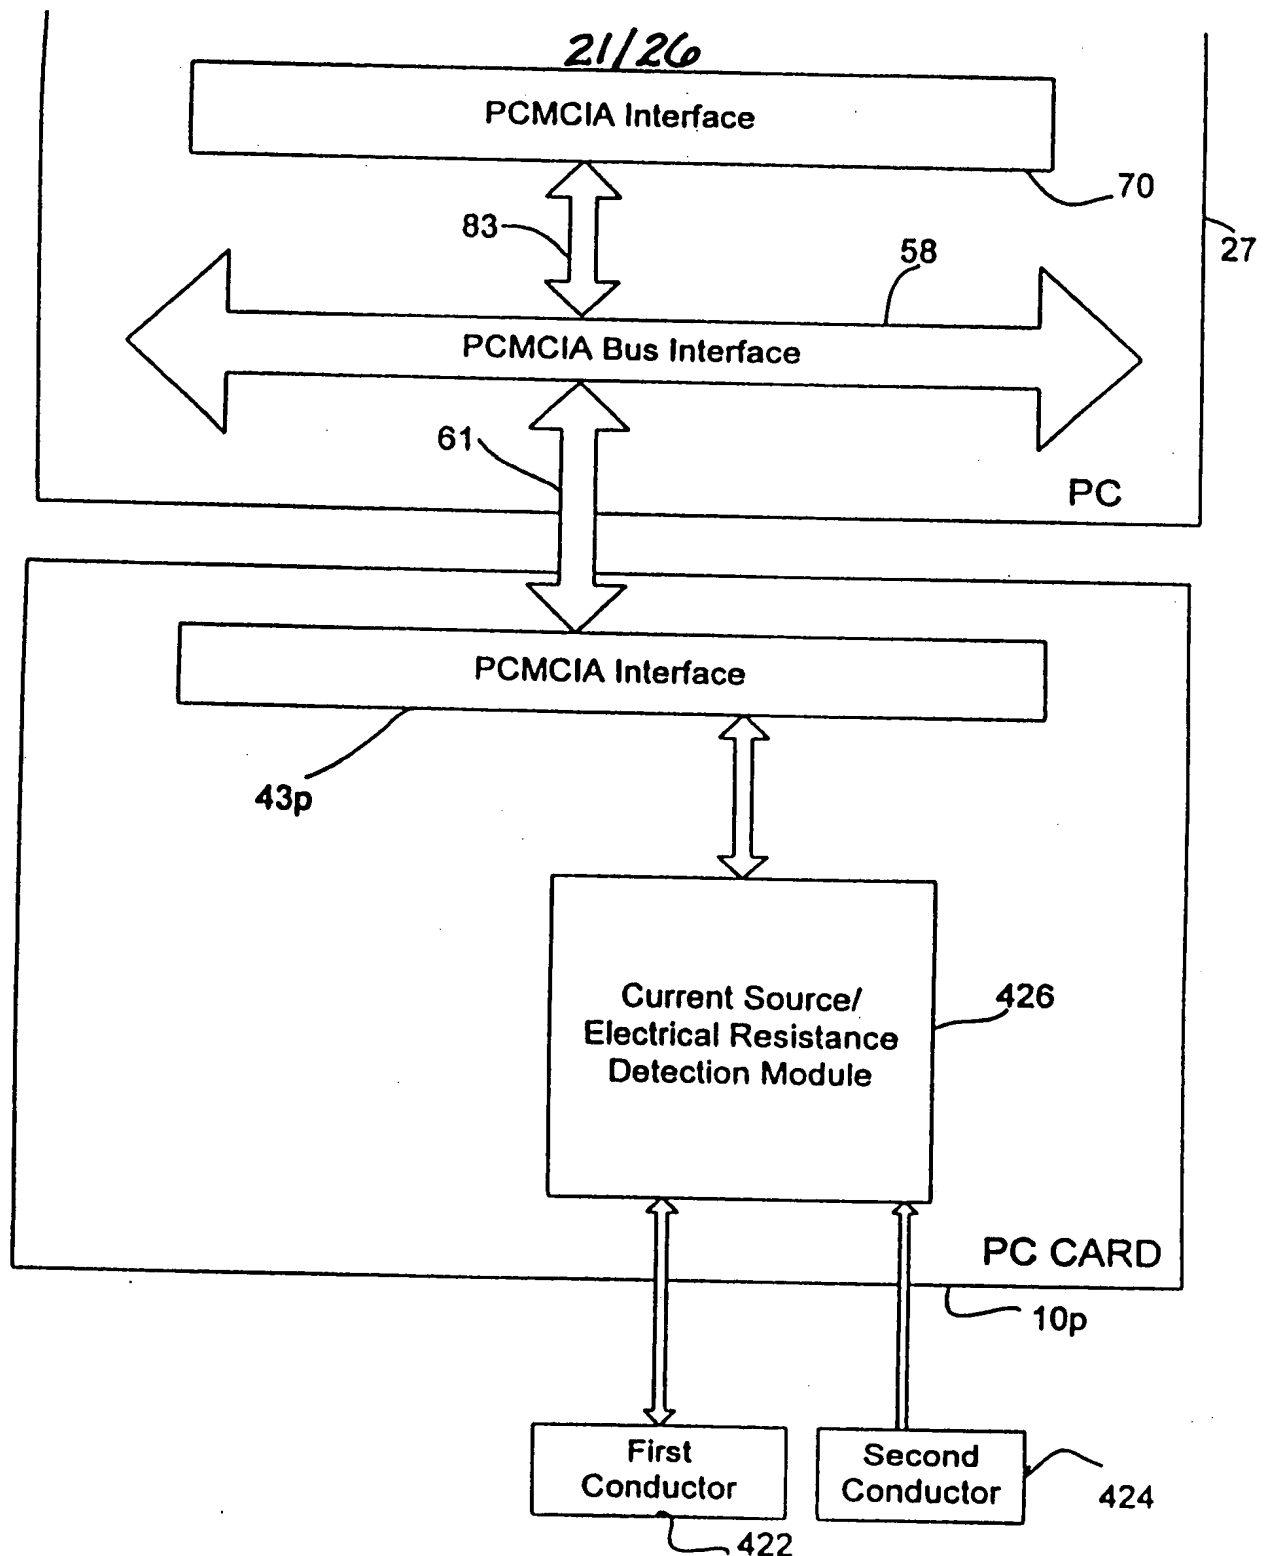 21/26
PCMCIA Interface
70
83
27
58
PCMCIA Bus Interface
61
PC
PCMCIA Interface
43p
Current Source/
Electrical Resistance
Detection Module
426
PC CARD
10p
First
Conductor
Second
Conductor
424
422